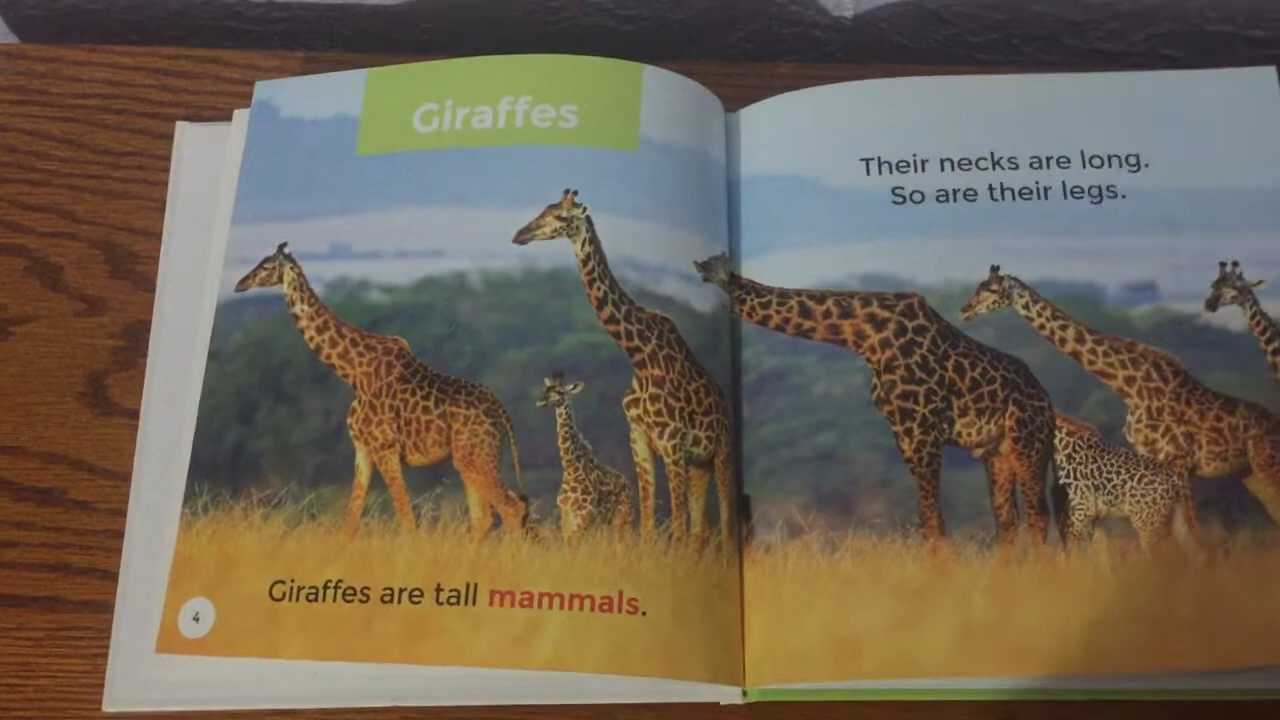 Giraffes
Giraffes are tall mammals.
4
Their necks are long.
So are their legs.